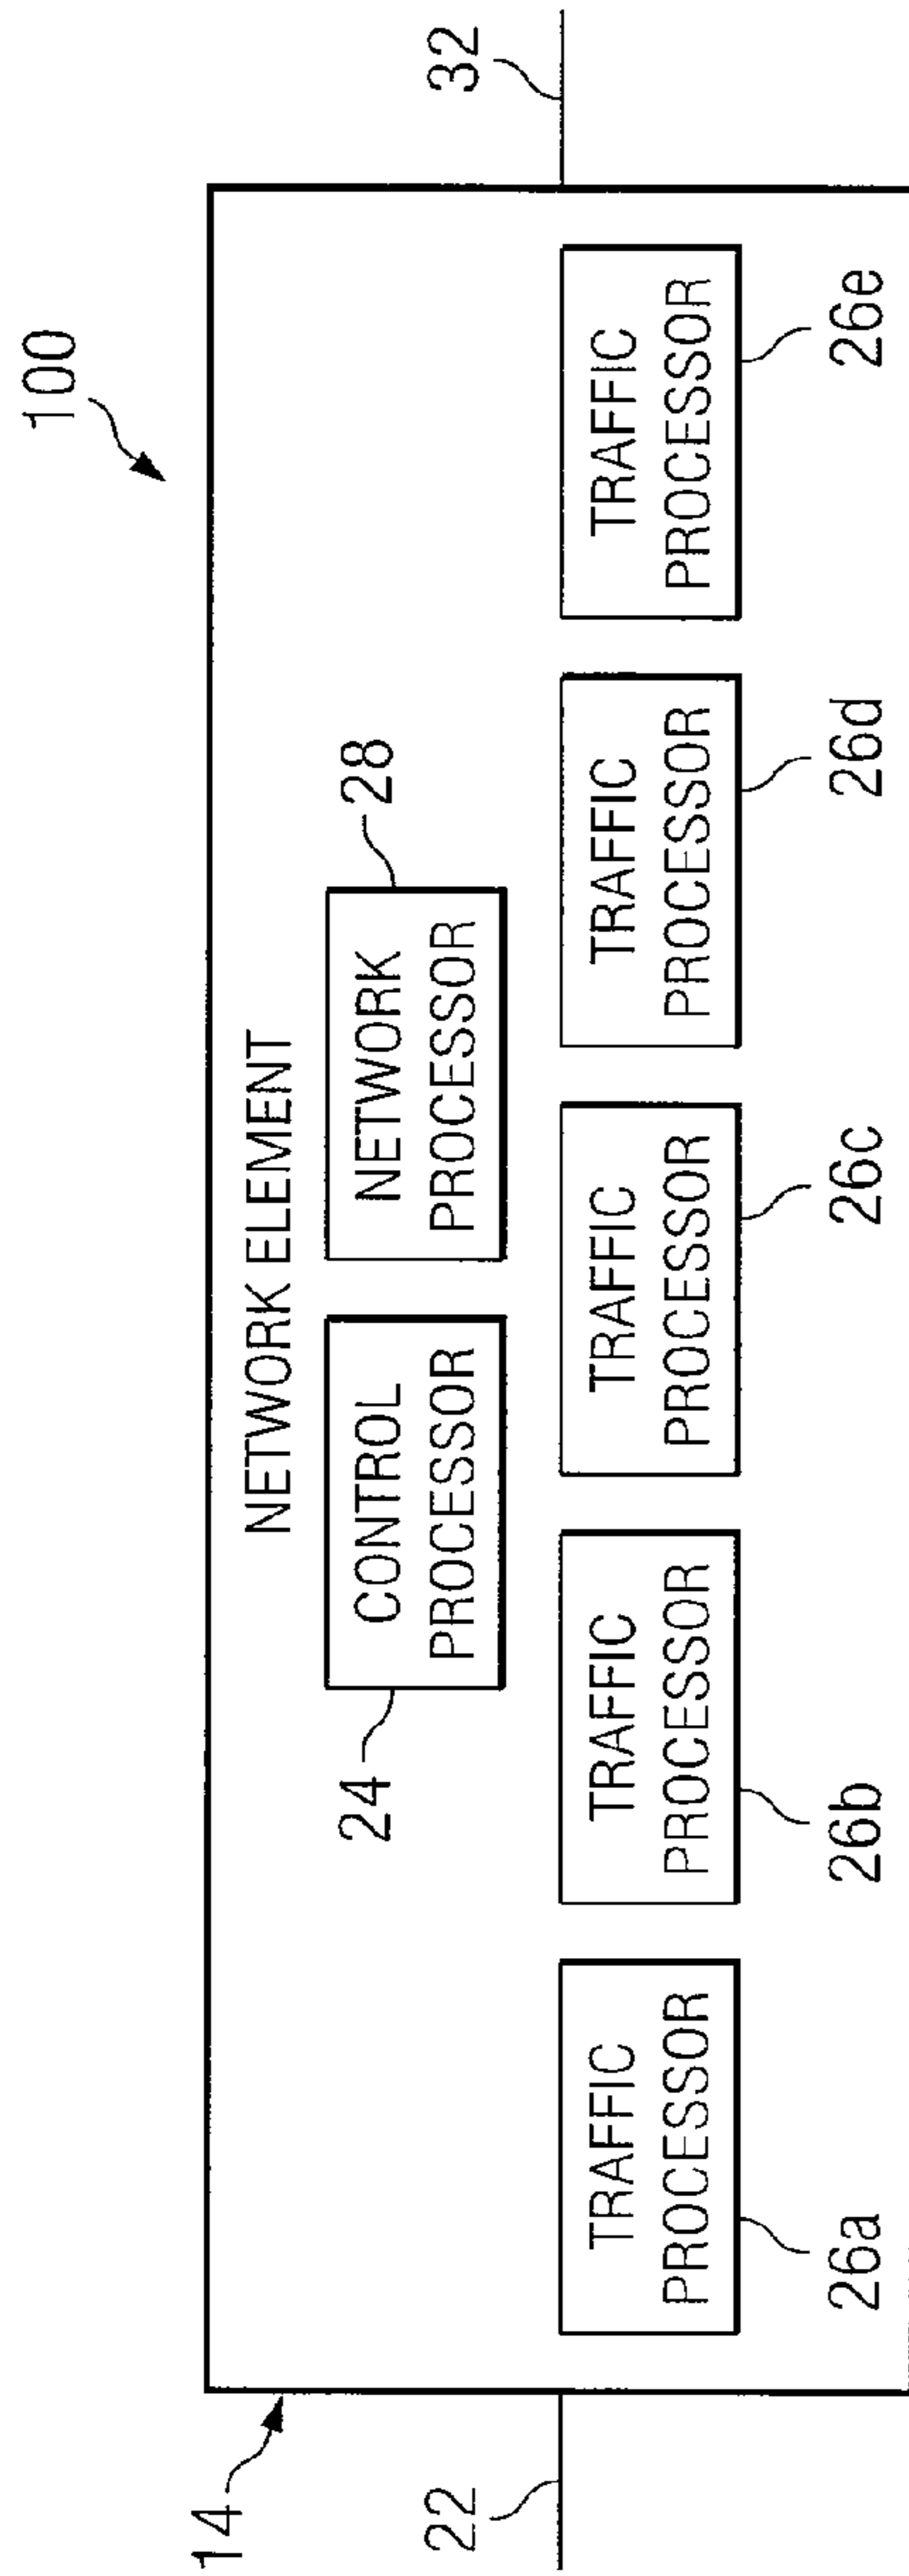 100
14
NETWORK ELEMENT
24
CONTROL
PROCESSOR
NETWORK
PROCESSOR
28
22
32
TRAFFIC
PROCESSOR
TRAFFIC
PROCESSOR
TRAFFIC
PROCESSOR
TRAFFIC
PROCESSOR
TRAFFIC
PROCESSOR
26a
26b
26c
26d
26e